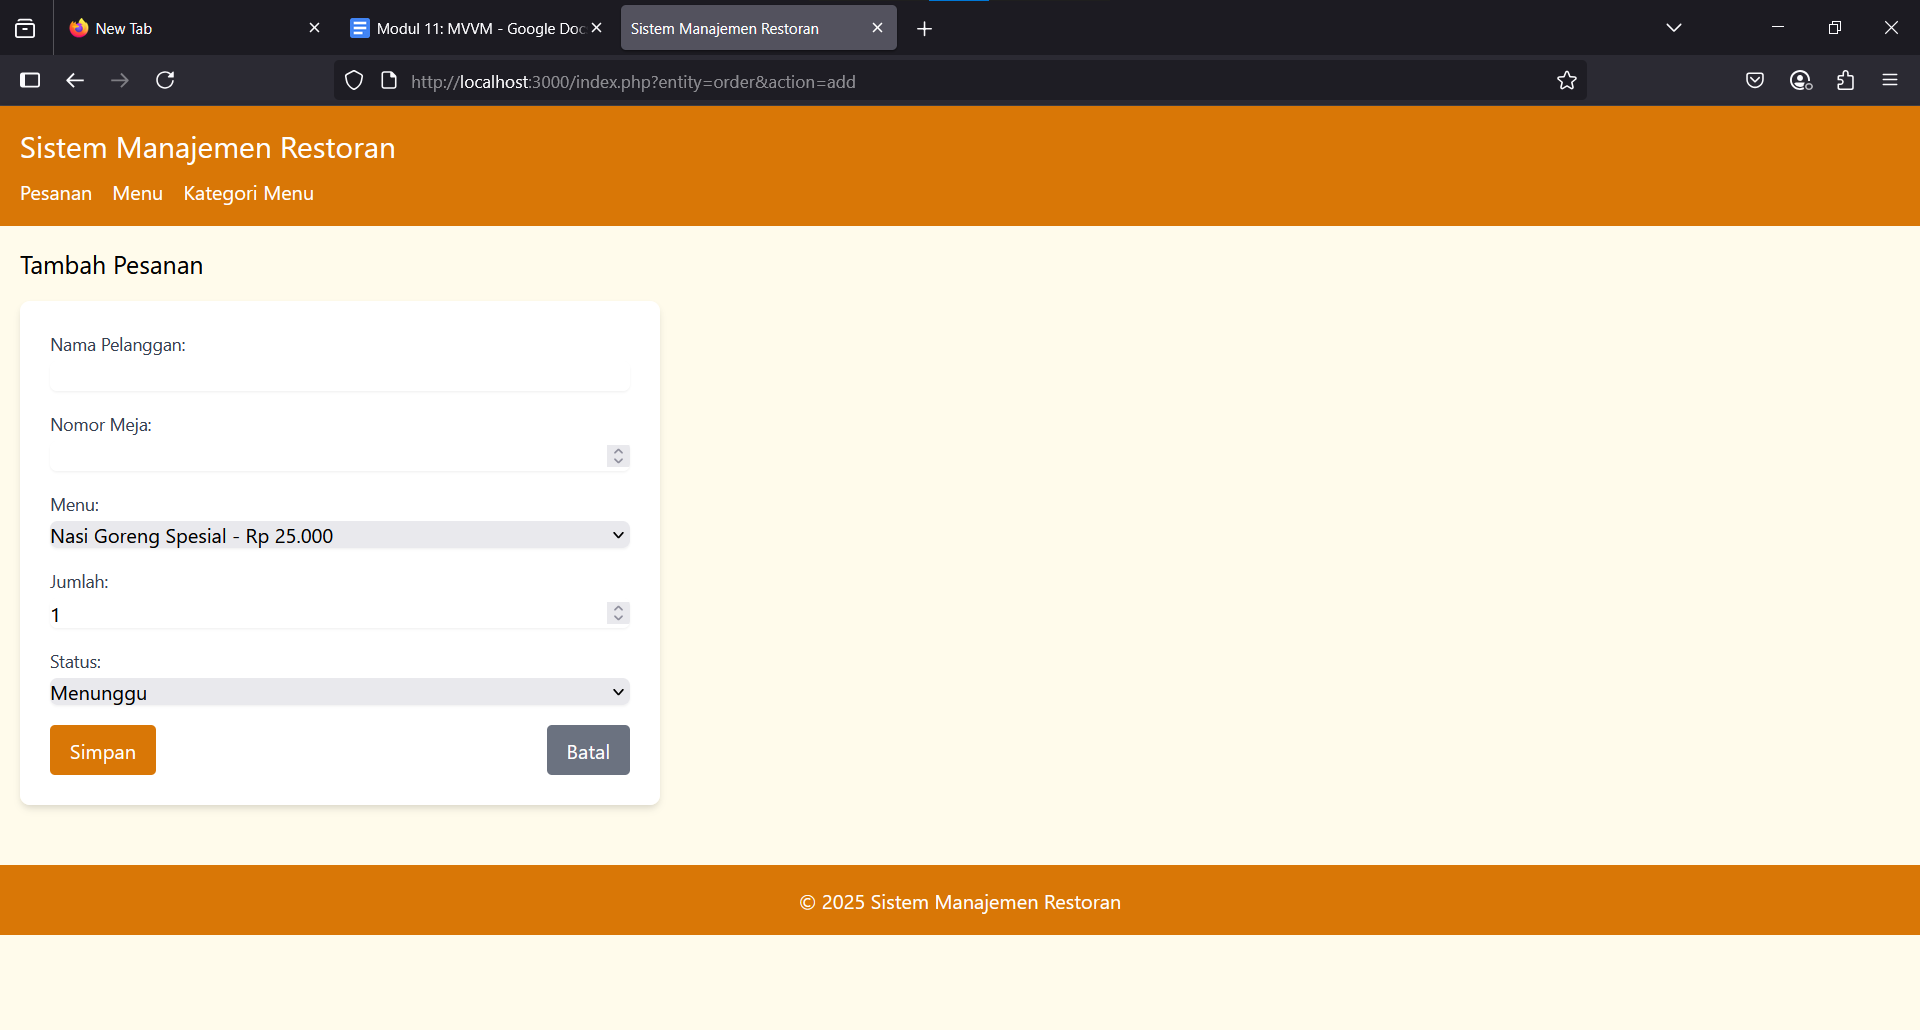 New Tab
Modul 11: MVVM - Google Doc
Sistem Manajemen Restoran
http://localhost:3000/index.php?entity=order&action=add
Sistem Manajemen Restoran
Pesanan Menu Kategori Menu
Tambah Pesanan
Nama Pelanggan:
Nomor Meja:
Menu:
Nasi Goreng Spesial - Rp 25.000
Jumlah:
1
Status:
Menunggu
Simpan Batal
© 2025 Sistem Manajemen Restoran